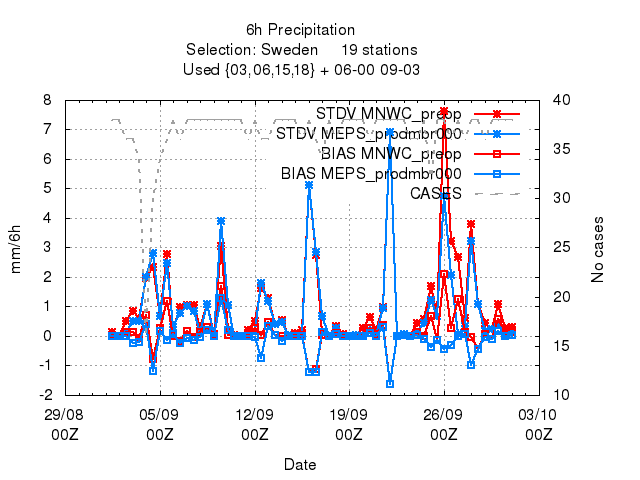 6h Precipitation
Selection: Sweden 19 stations
Used {03,06,15,18} + 06-00 09-03
8 40
STDV MNWC_preop
7 STDV MEPS_prodmbr000 35
6 BIAS MNWC_preop
BIAS MEPS_prodmbr000
5 CASES 30
4
3 25
2
1 20
0 15
-1
-2 10
mm/6h
No cases
29/08 05/09 12/09 19/09 26/09 03/10
00Z 00Z 00Z 00Z 00Z 00Z
Date